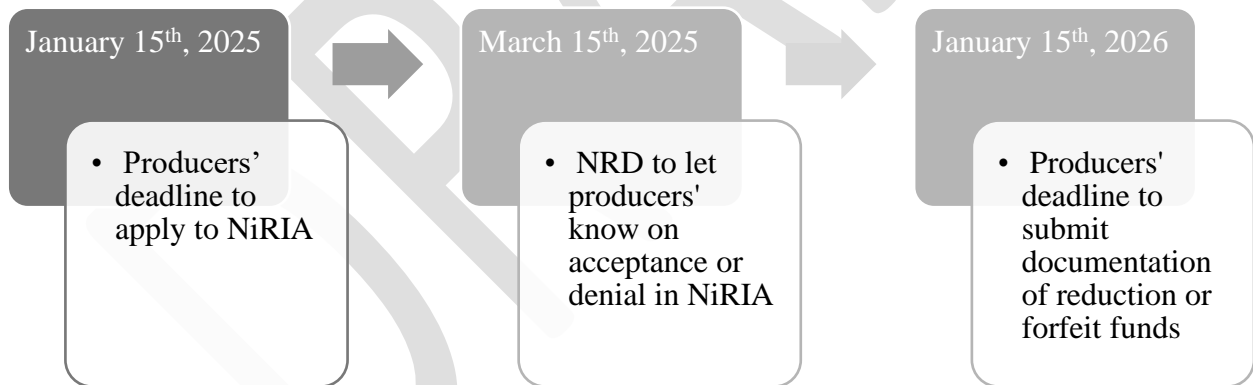 January 15th, 2025
• Producers’
deadline to
apply to NiRIA
March 15th, 2025
• NRD to let
producers'
know on
acceptance or
denial in NiRIA
January 15th, 2026
• Producers'
deadline to
submit
documentation
of reduction or
forfeit funds